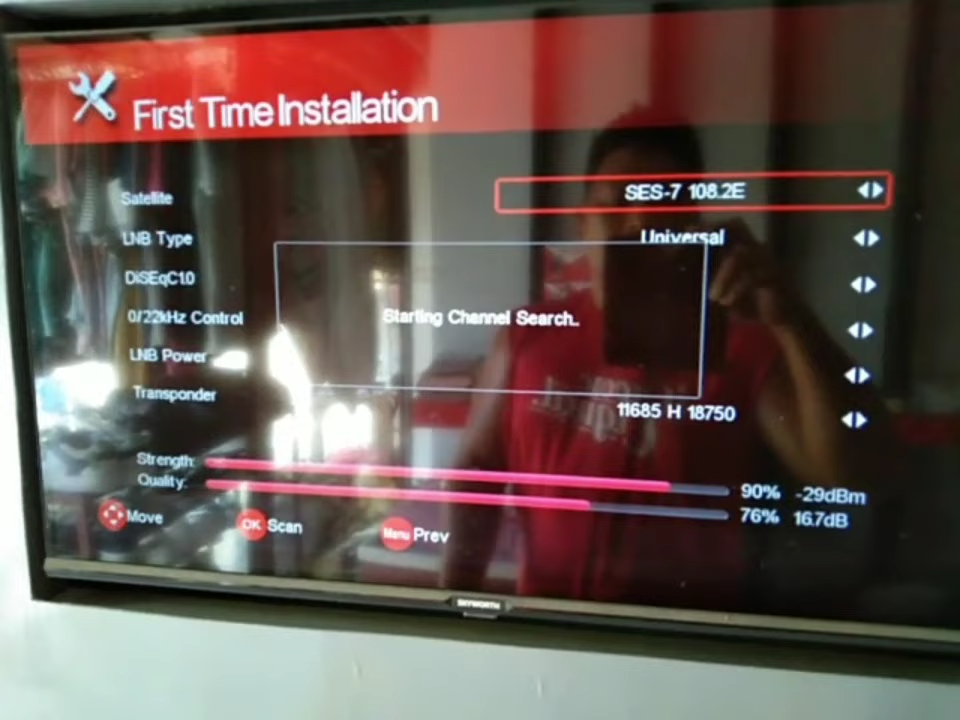 First Time Installation
Satellite SES-7 108.2E
LNB Type Universal
DiSEqC1.0
0/22kHz Control
Starting Channel Search..
LNB Power
Transponder 11685 H 18750
Strength: 90% -29dBm
Quality: 76% 16.7dB
Move OK Scan Menu Prev
SKYWORTH